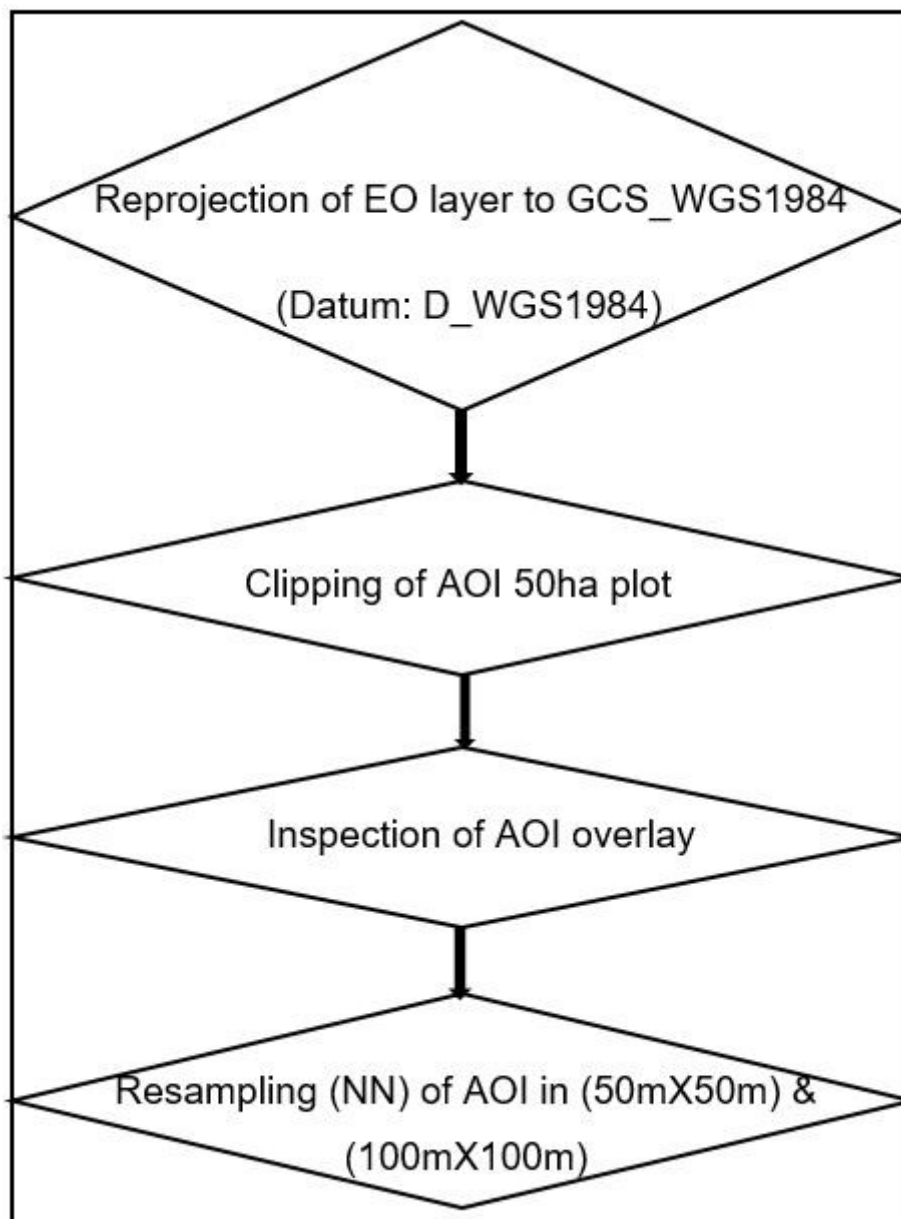 Reprojection of EO layer to GCS_WGS1984
(Datum: D_WGS1984)
Clipping of AOI 50ha plot
Inspection of AOI overlay
Resampling (NN) of AOI in (50mX50m) &
(100mX100m)